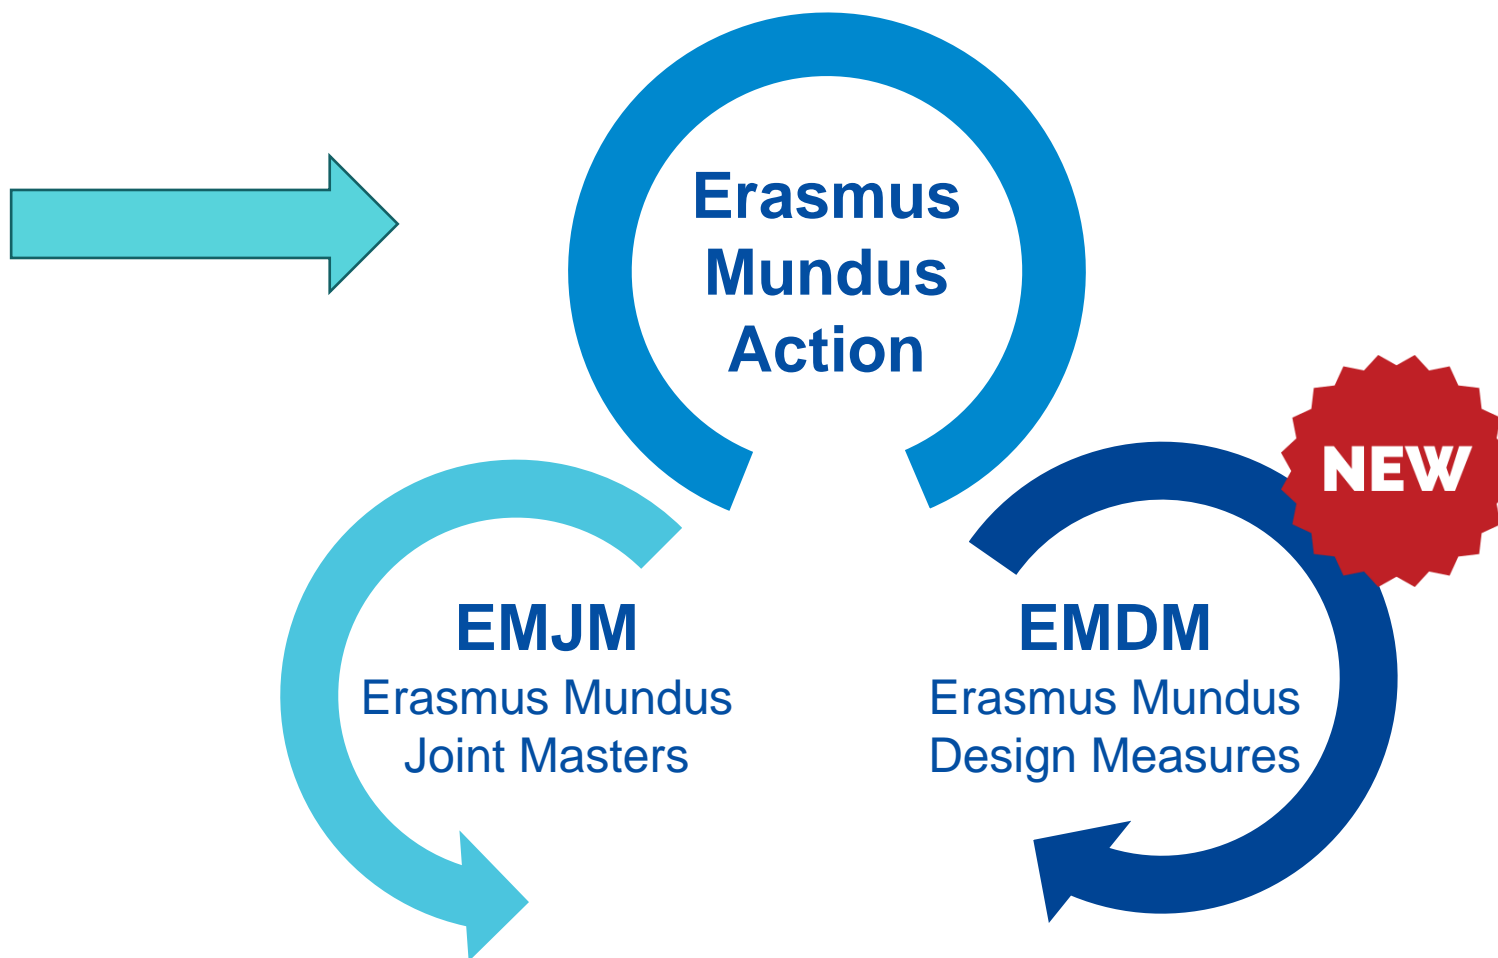 Erasmus
Mundus
Action
NEW
EMJM
Erasmus Mundus
Joint Masters
EMDM
Erasmus Mundus
Design Measures